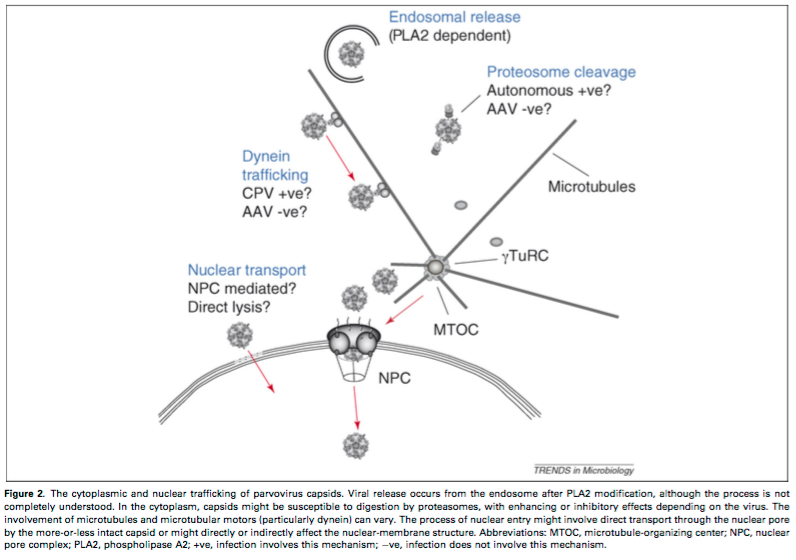 Endosomal release
(PLA2 dependent)
Proteosome cleavage
Autonomous +ve?
AAV -ve?
Dynein
trafficking
CPV +ve?
AAV -ve?
Microtubules
γTuRC
Nuclear transport
NPC mediated?
Direct lysis?
MTOC
NPC
TRENDS in Microbiology
Figure 2. The cytoplasmic and nuclear trafficking of parvovirus capsids. Viral release occurs from the endosome after PLA2 modification, although the process is not
completely understood. In the cytoplasm, capsids might be susceptible to digestion by proteasomes, with enhancing or inhibitory effects depending on the virus. The
involvement of microtubules and microtubular motors (particularly dynein) can vary. The process of nuclear entry might involve direct transport through the nuclear pore
by the more-or-less intact capsid or might directly or indirectly affect the nuclear-membrane structure. Abbreviations: MTOC, microtubule-organizing center; NPC, nuclear
pore complex; PLA2, phospholipase A2; +ve, infection involves this mechanism; −ve, infection does not involve this mechanism.